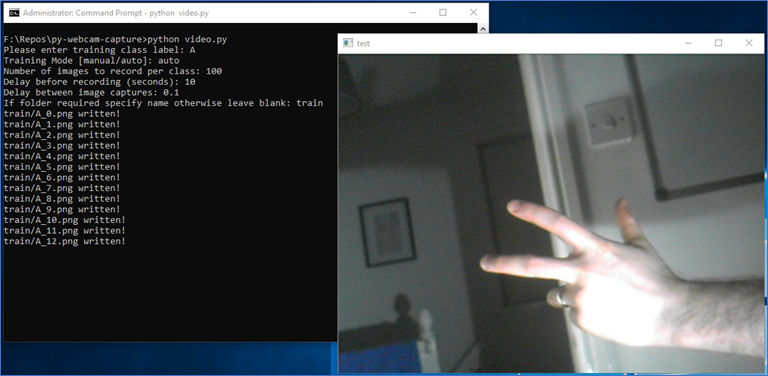 Administrator: Command Prompt - python video.py
F:\Repos\py-webcam-capture>python video.py
Please enter training class label: A
Training Mode [manual/auto]: auto
Number of images to record per class: 100
Delay before recording (seconds): 10
Delay between image captures: 0.1
If folder required specify name otherwise leave blank: train
train/A_0.png written!
train/A_1.png written!
train/A_2.png written!
train/A_3.png written!
train/A_4.png written!
train/A_5.png written!
train/A_6.png written!
train/A_7.png written!
train/A_8.png written!
train/A_9.png written!
train/A_10.png written!
train/A_11.png written!
train/A_12.png written!
test